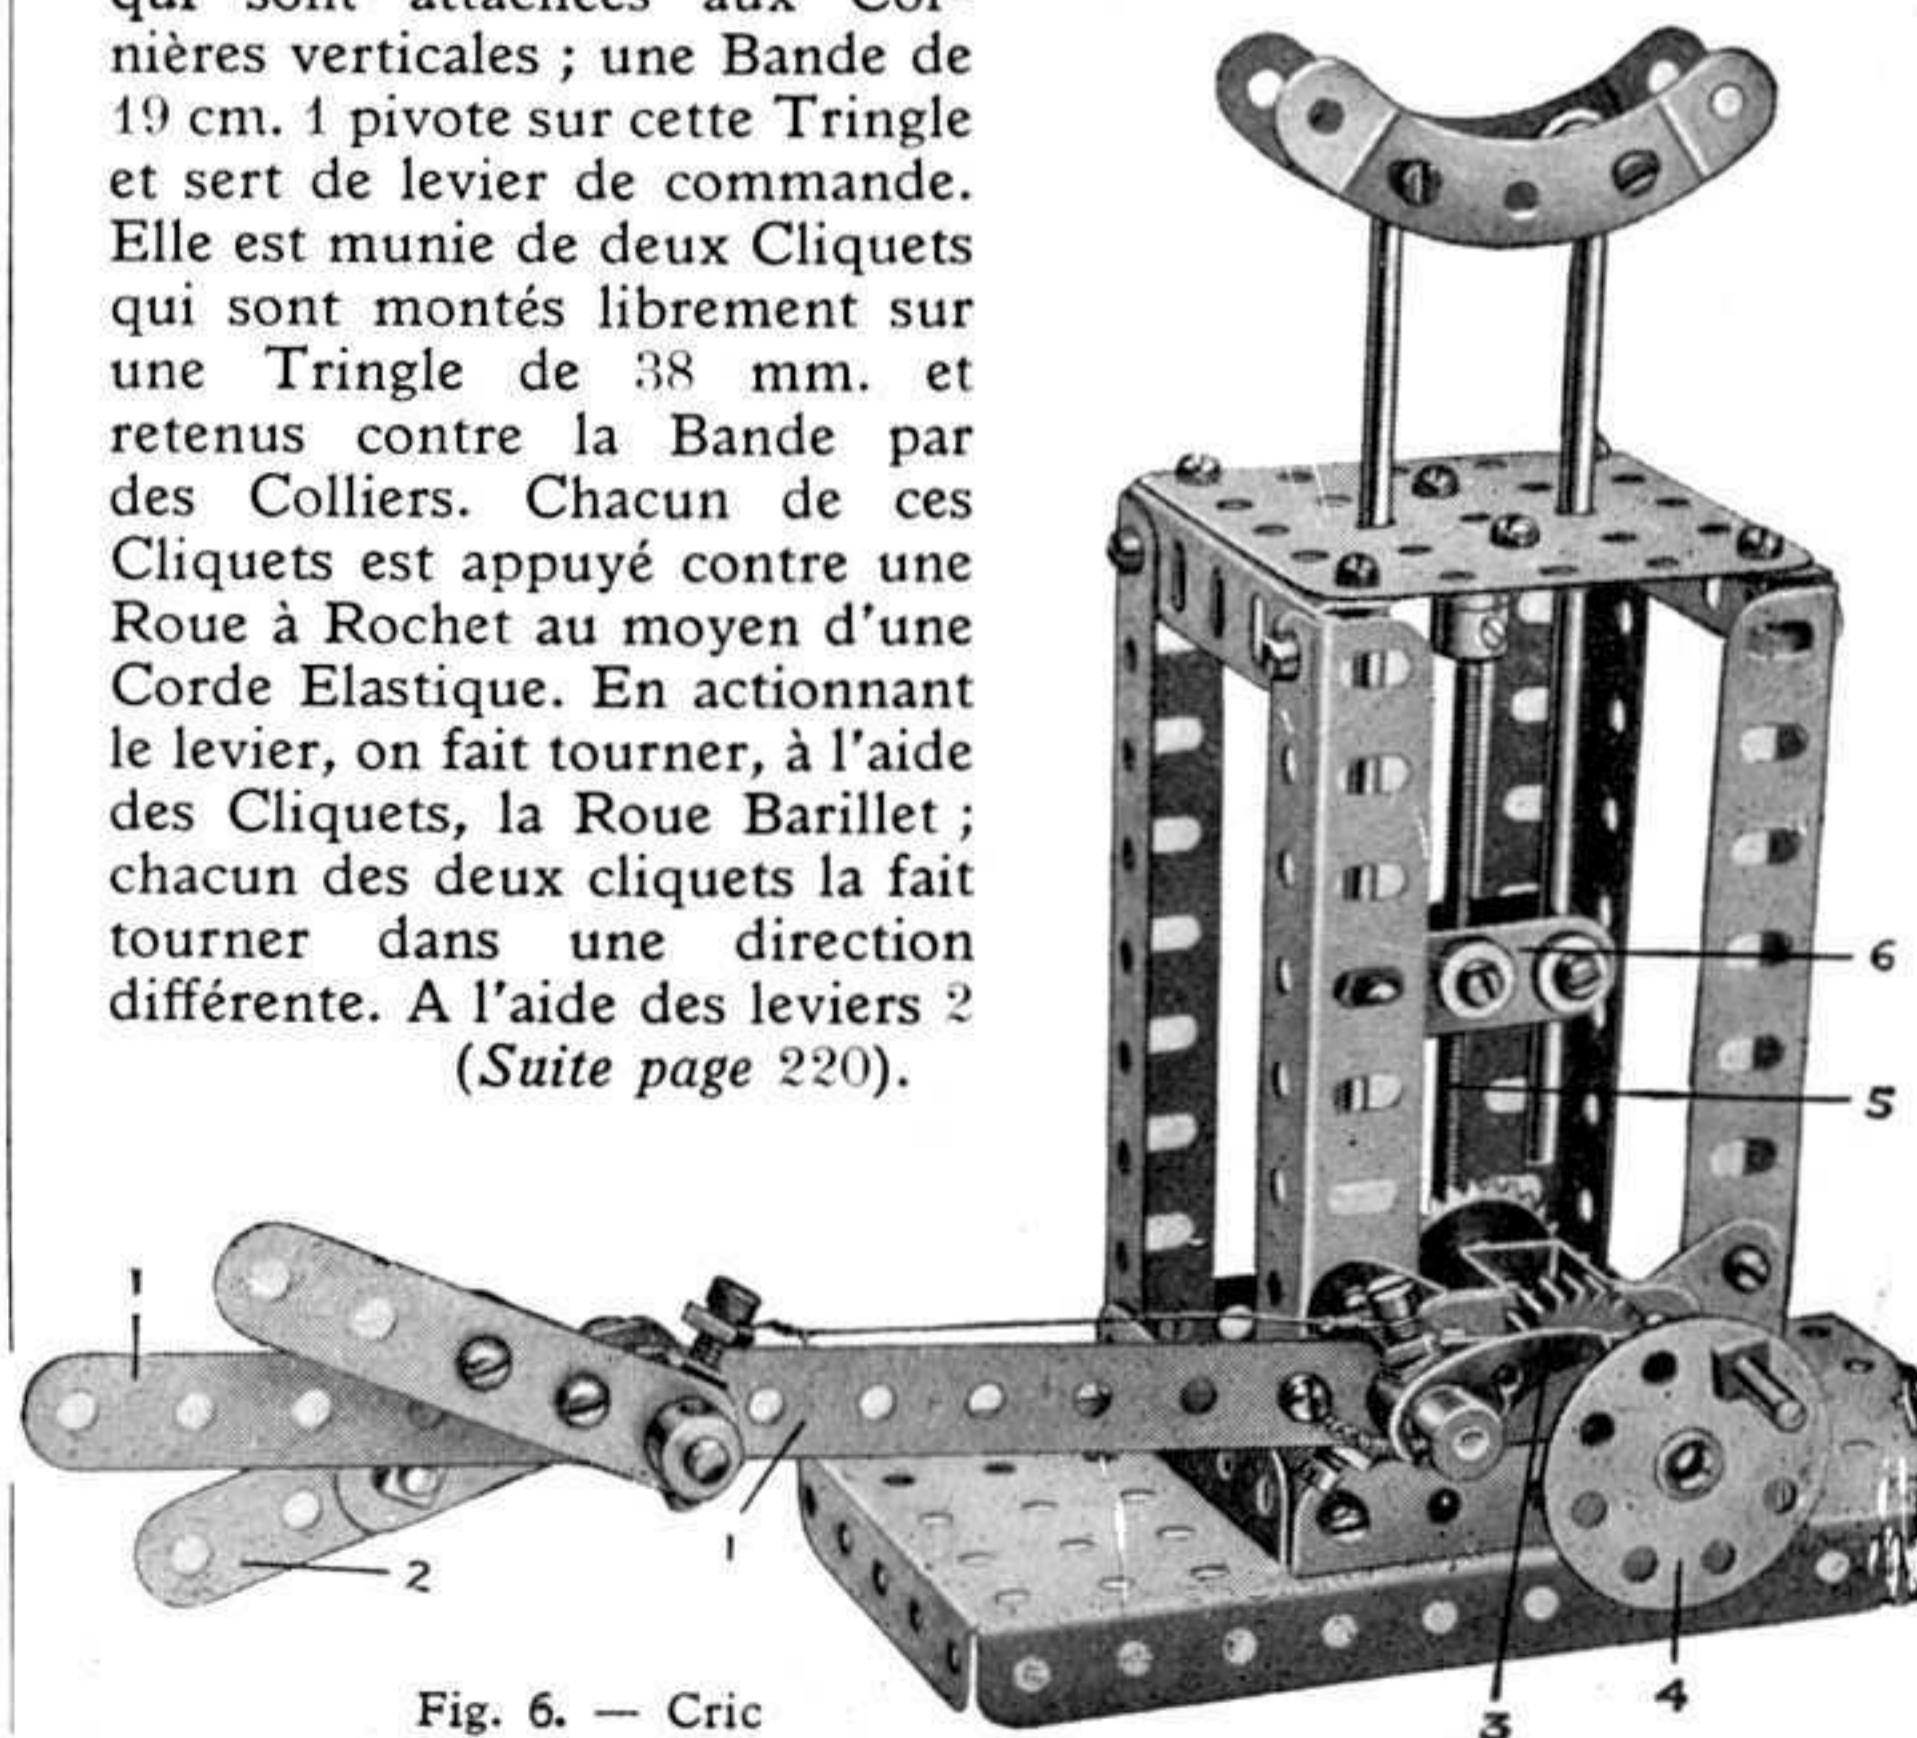 qui sont attachées aux Cor-
nières verticales ; une Bande de
19 cm. 1 pivote sur cette Tringle
et sert de levier de commande.
Elle est munie de deux Cliquets
qui sont montés librement sur
une Tringle de 38 mm. et
retenus contre la Bande par
des Colliers. Chacun de ces
Cliquets est appuyé contre une
Roue à Rochet au moyen d'une
Corde Elastique. En actionnant
le levier, on fait tourner, à l'aide
des Cliquets, la Roue Barillet ;
chacun des deux cliquets la fait
tourner dans une direction
différente. A l'aide des leviers 2
(Suite page 220).
6
5
1
1
2
3
4
Fig. 6. — Cric